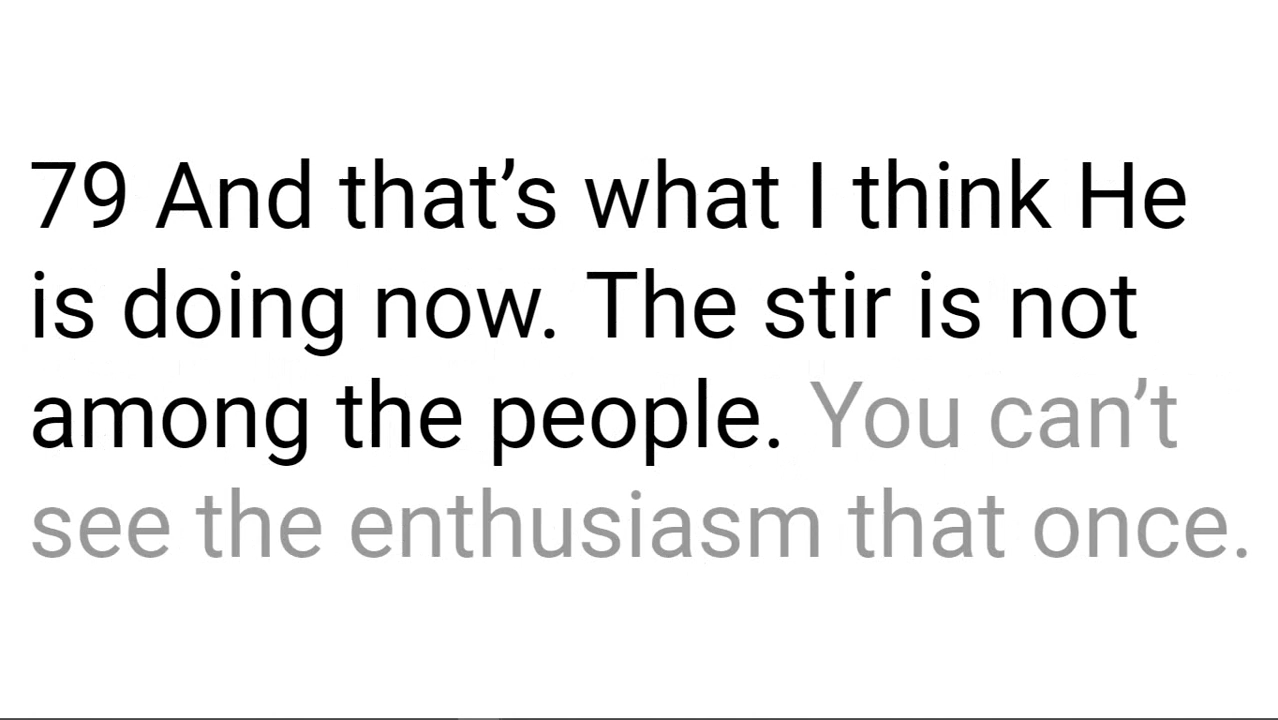 79 And that’s what I think He
is doing now. The stir is not
among the people. You can’t
see the enthusiasm that once.